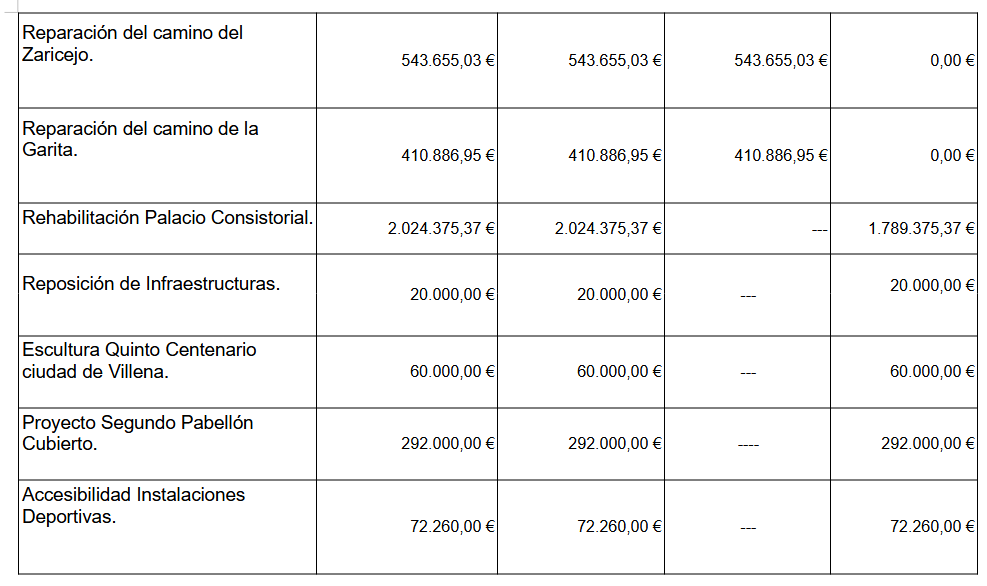 Reparación del camino del
Zaricejo.
543.655,03 € 543.655,03 € 543.655,03 € 0,00 €
Reparación del camino de la
Garita.
410.886,95 € 410.886,95 € 410.886,95 € 0,00 €
Rehabilitación Palacio Consistorial.
2.024.375,37 € 2.024.375,37 € --- 1.789.375,37 €
Reposición de Infraestructuras.
20.000,00 € 20.000,00 € --- 20.000,00 €
Escultura Quinto Centenario
ciudad de Villena.
60.000,00 € 60.000,00 € --- 60.000,00 €
Proyecto Segundo Pabellón
Cubierto.
292.000,00 € 292.000,00 € ---- 292.000,00 €
Accesibilidad Instalaciones
Deportivas.
72.260,00 € 72.260,00 € --- 72.260,00 €